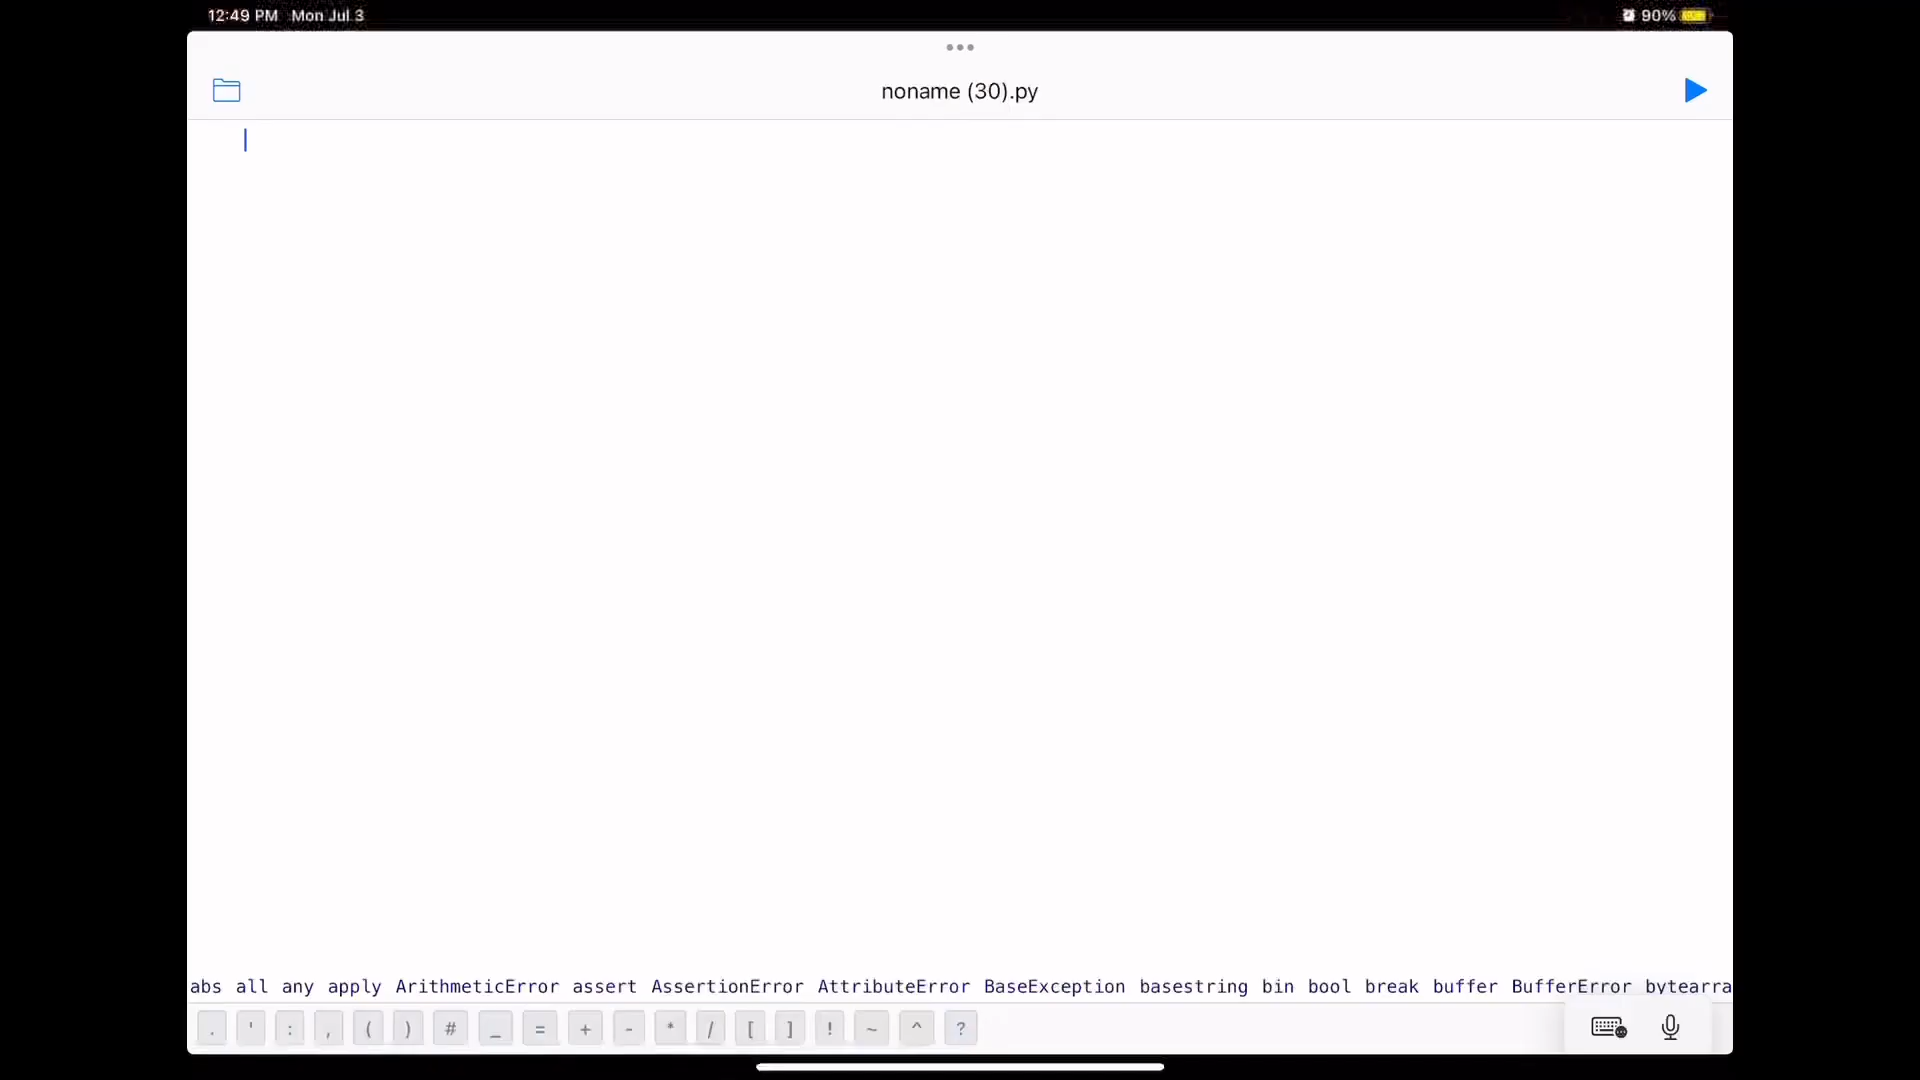 12:49 PM Mon Jul 3
90%
noname (30).py
abs all any apply ArithmeticError assert AssertionError AttributeError BaseException basestring bin bool break buffer BufferError bytearra
. ' : , ( ) # _ = + - * / [ ] ! ~ ^ ?